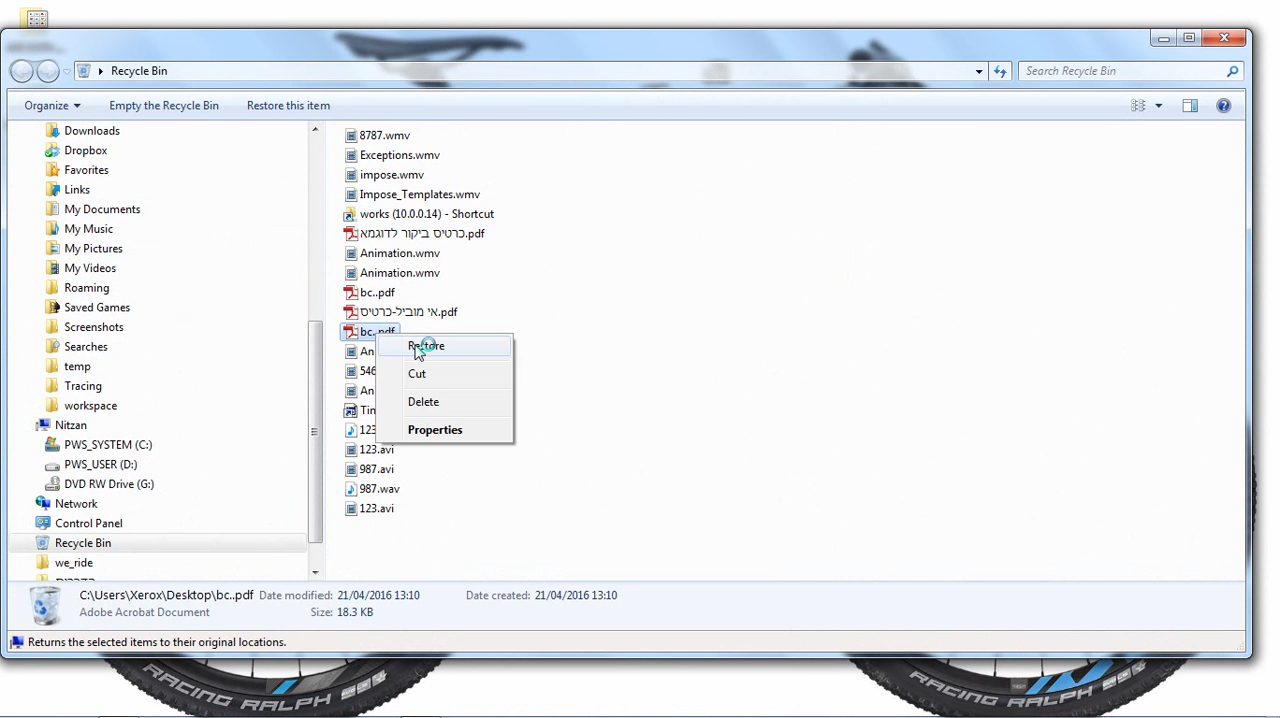 Recycle Bin
Search Recycle Bin
Organize
Empty the Recycle Bin
Restore this item
Downloads
Dropbox
Favorites
Links
My Documents
My Music
My Pictures
My Videos
Roaming
Saved Games
Screenshots
Searches
temp
Tracing
workspace
Nitzan
PWS_SYSTEM (C:)
PWS_USER (D:)
DVD RW Drive (G:)
Network
Control Panel
Recycle Bin
we_ride
8787.wmv
Exceptions.wmv
impose.wmv
Impose_Templates.wmv
works (10.0.0.14) - Shortcut
כרטיס ביקור לדוגמא.pdf
Animation.wmv
Animation.wmv
bc..pdf
אי מוביל-כרטיס.pdf
bc..pdf
An
546
An
Tim
123
123.avi
987.avi
987.wav
123.avi
Restore
Cut
Delete
Properties
C:\Users\Xerox\Desktop\bc..pdf Date modified: 21/04/2016 13:10 Date created: 21/04/2016 13:10
Adobe Acrobat Document Size: 18.3 KB
Returns the selected items to their original locations.
RACING RALPH
RACING RALPH